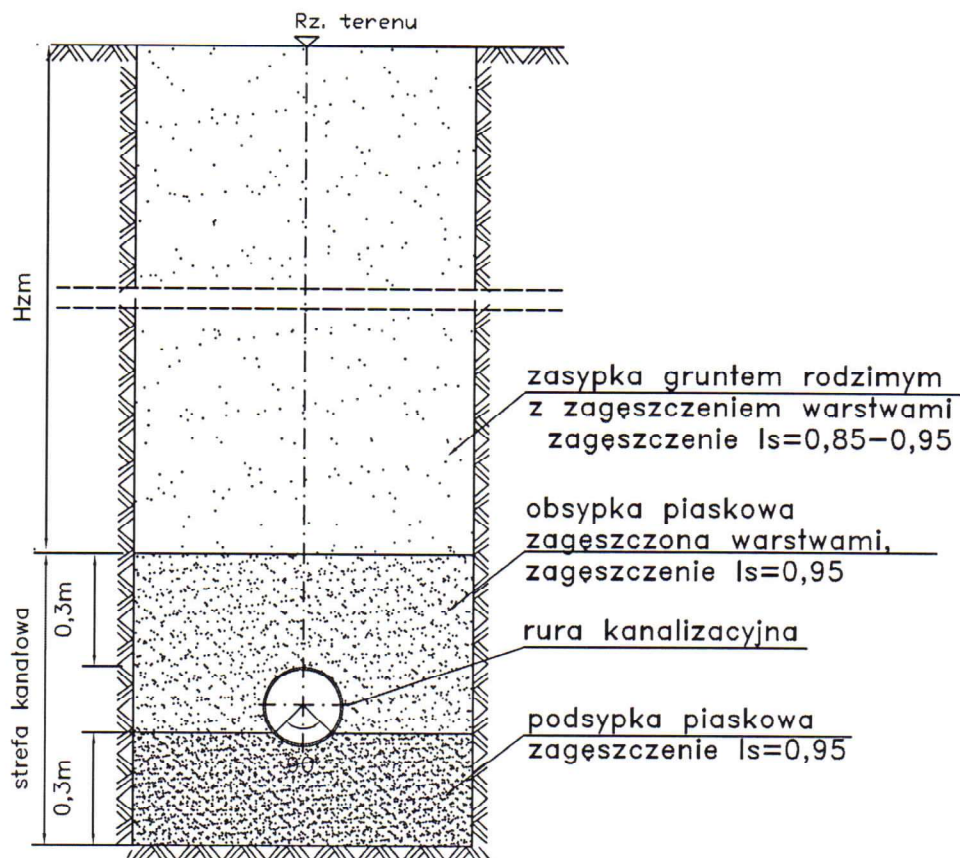 Rz. terenu
Hzm
zasypka gruntem rodzimym
z zagęszczeniem warstwami
zagęszczenie Is=0,85-0,95
obsypka piaskowa
zagęszczona warstwami,
zagęszczenie Is=0,95
strefa kanałowa
0,3m
rura kanalizacyjna
podsypka piaskowa
zagęszczenie Is=0,95
0,3m
90°